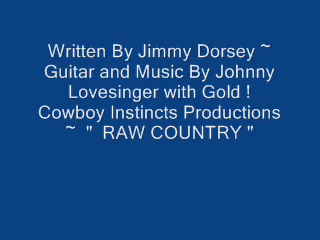 Written By Jimmy Dorsey ~
Guitar and Music By Johnny
Lovesinger with Gold !
Cowboy Instincts Productions
~  "  RAW COUNTRY "